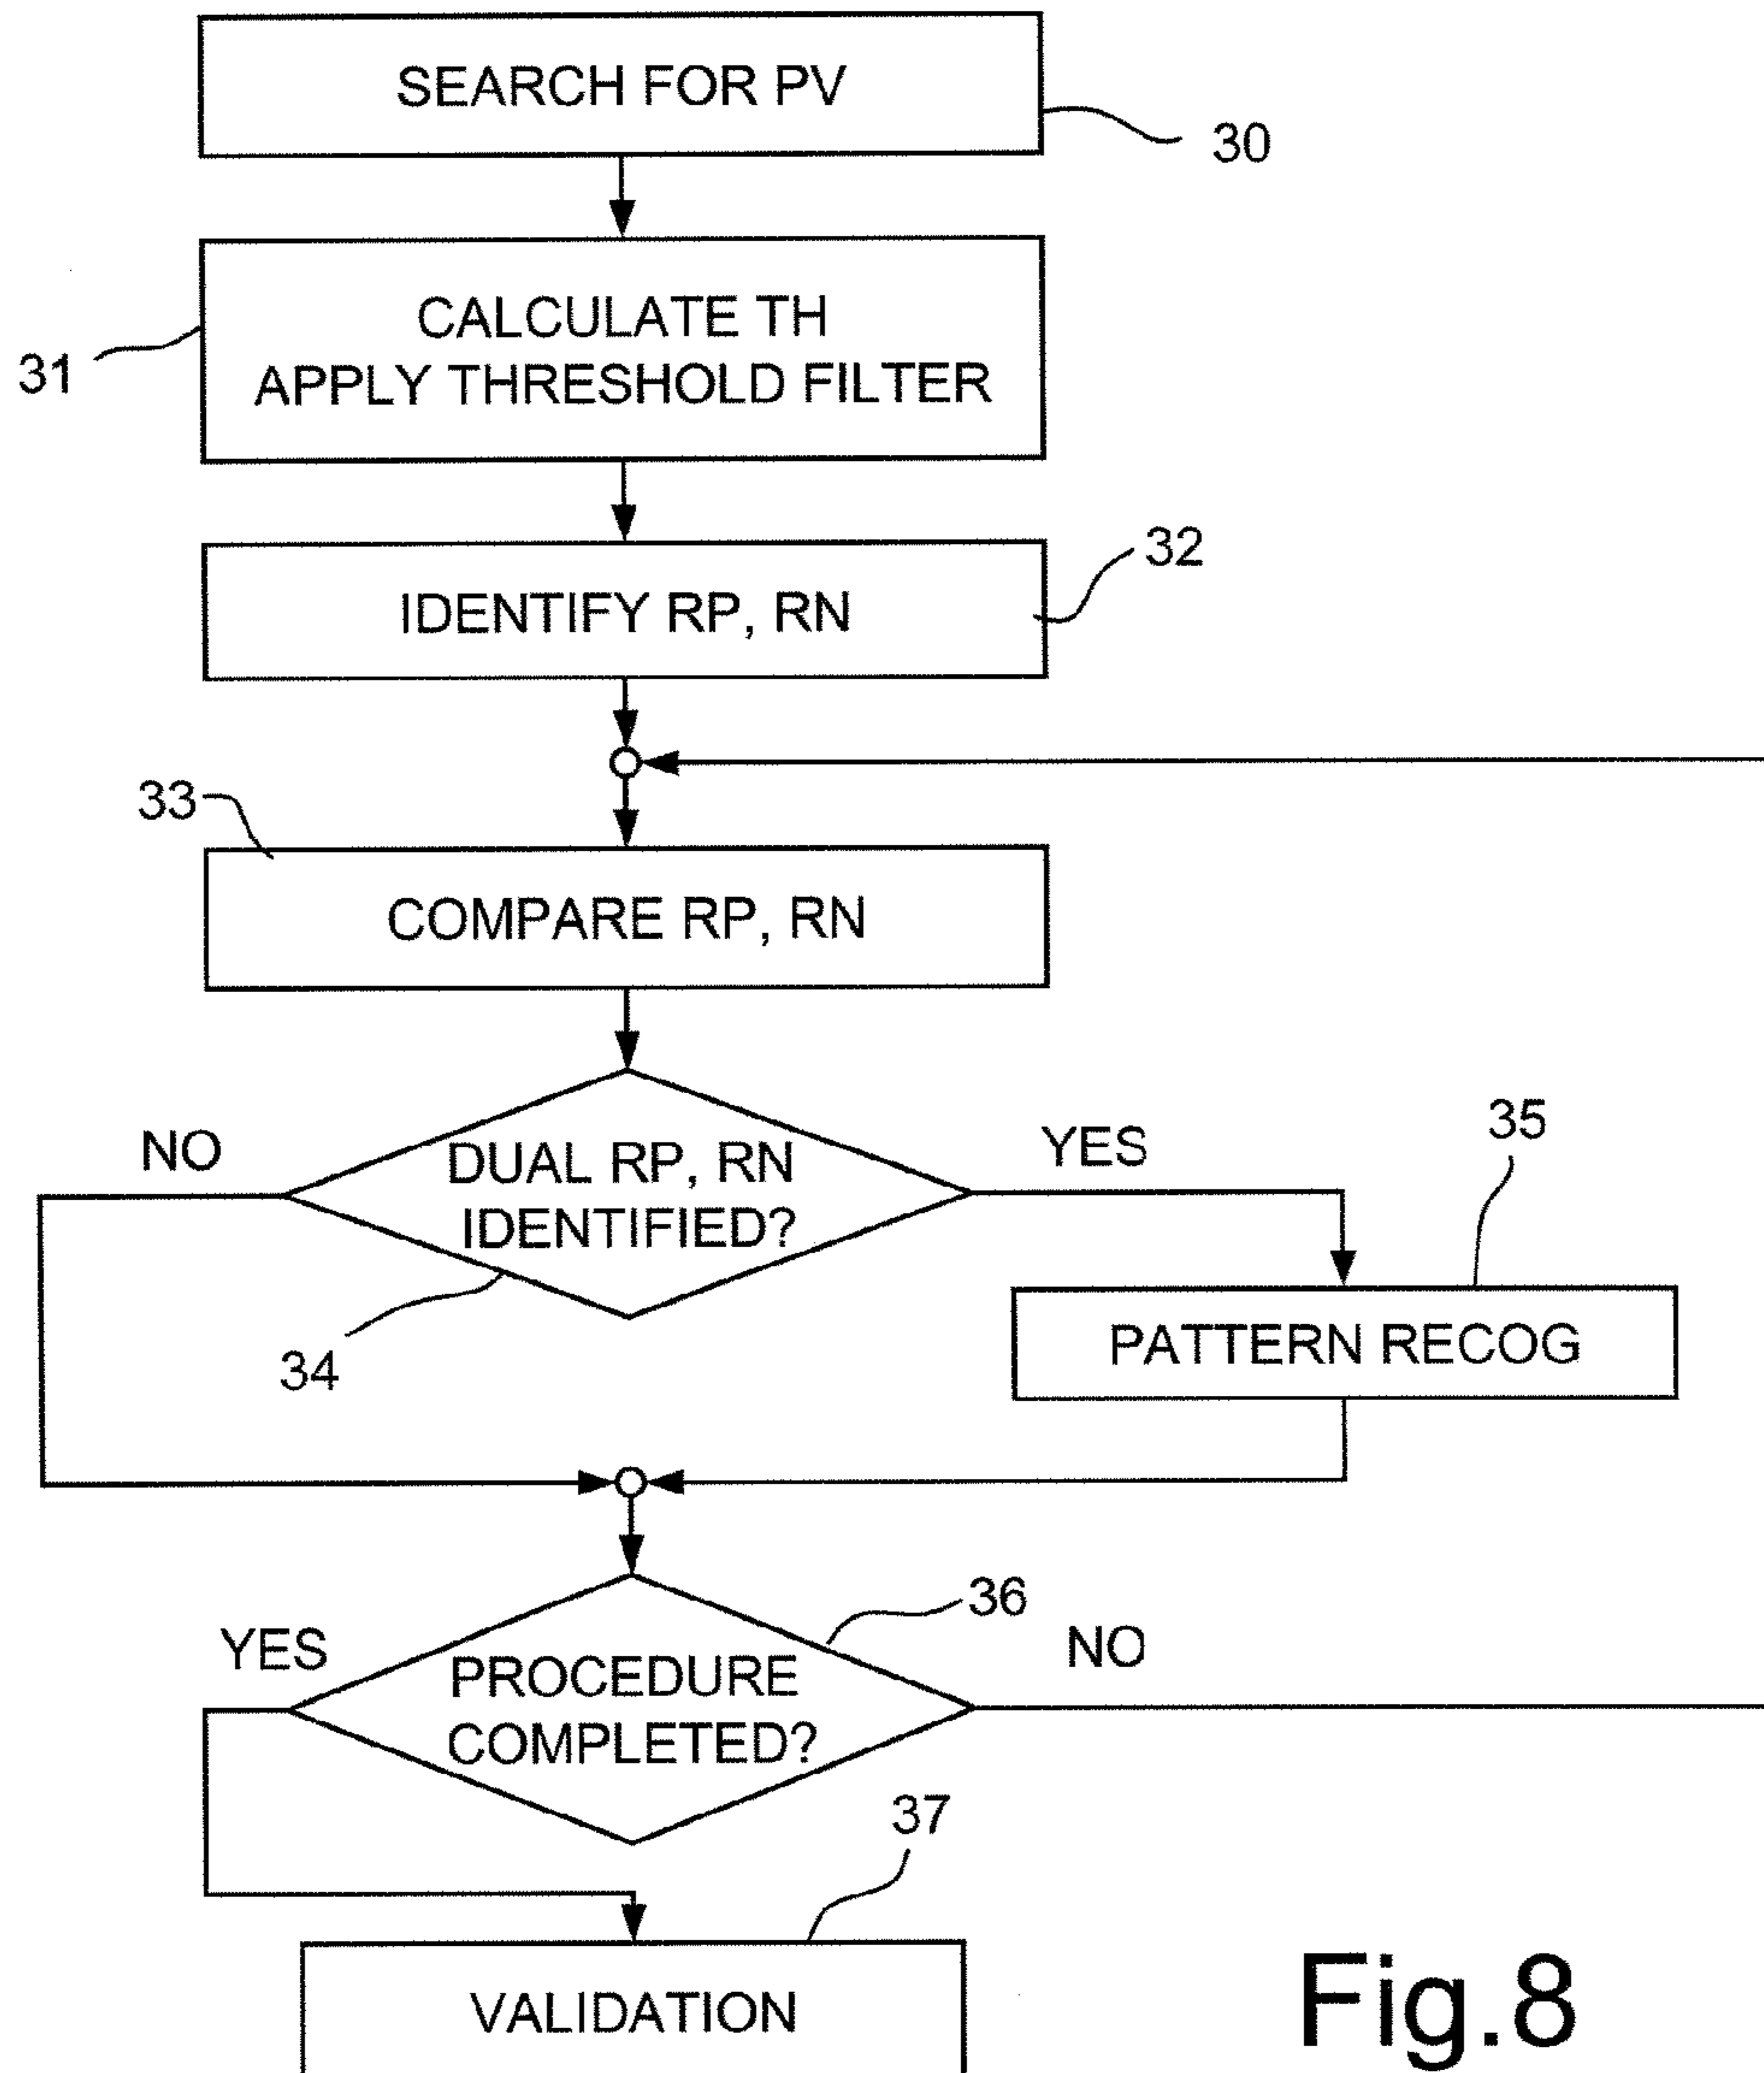 SEARCH FOR PV
30
CALCULATE TH
APPLY THRESHOLD FILTER
31
IDENTIFY RP, RN
32
33
COMPARE RP, RN
NO
DUAL RP, RN
IDENTIFIED?
YES
34
35
PATTERN RECOG
36
YES
PROCEDURE
COMPLETED?
NO
37
VALIDATION
Fig.8